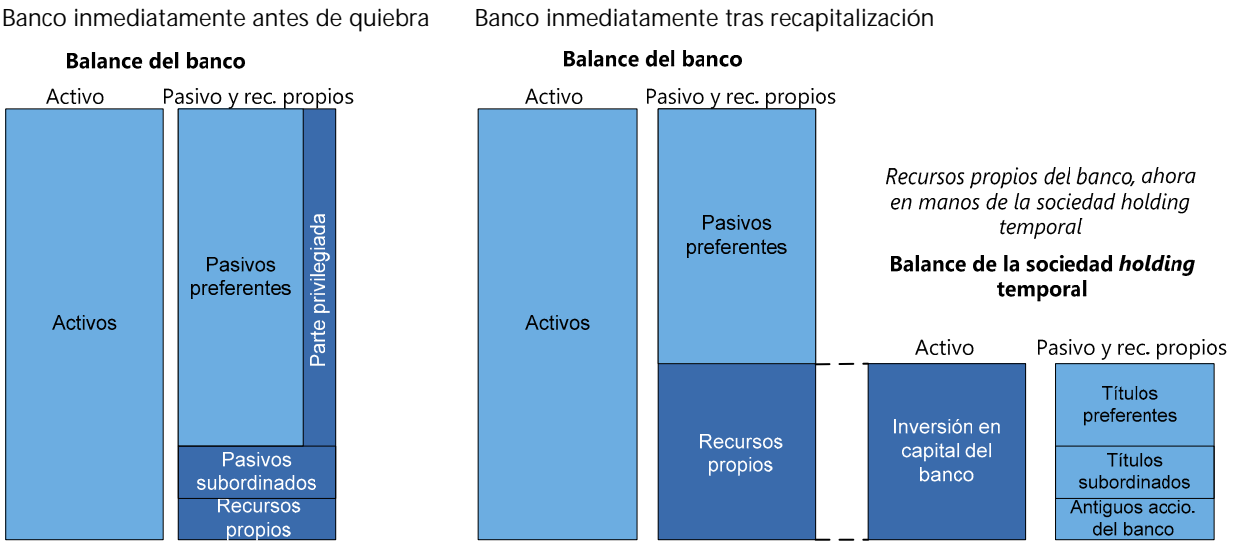 Banco inmediatamente antes de quiebra
Balance del banco
Activo
Pasivo y rec. propios
Activos
Pasivos
preferentes
Parte privilegiada
Pasivos
subordinados
Recursos
propios
Banco inmediatamente tras recapitalización
Balance del banco
Activo
Pasivo y rec. propios
Activos
Pasivos
preferentes
Recursos
propios
Recursos propios del banco, ahora
en manos de la sociedad holding
temporal
Balance de la sociedad holding
temporal
Activo
Pasivo y rec. propios
Inversión en
capital del
banco
Títulos
preferentes
Títulos
subordinados
Antiguos accio.
del banco